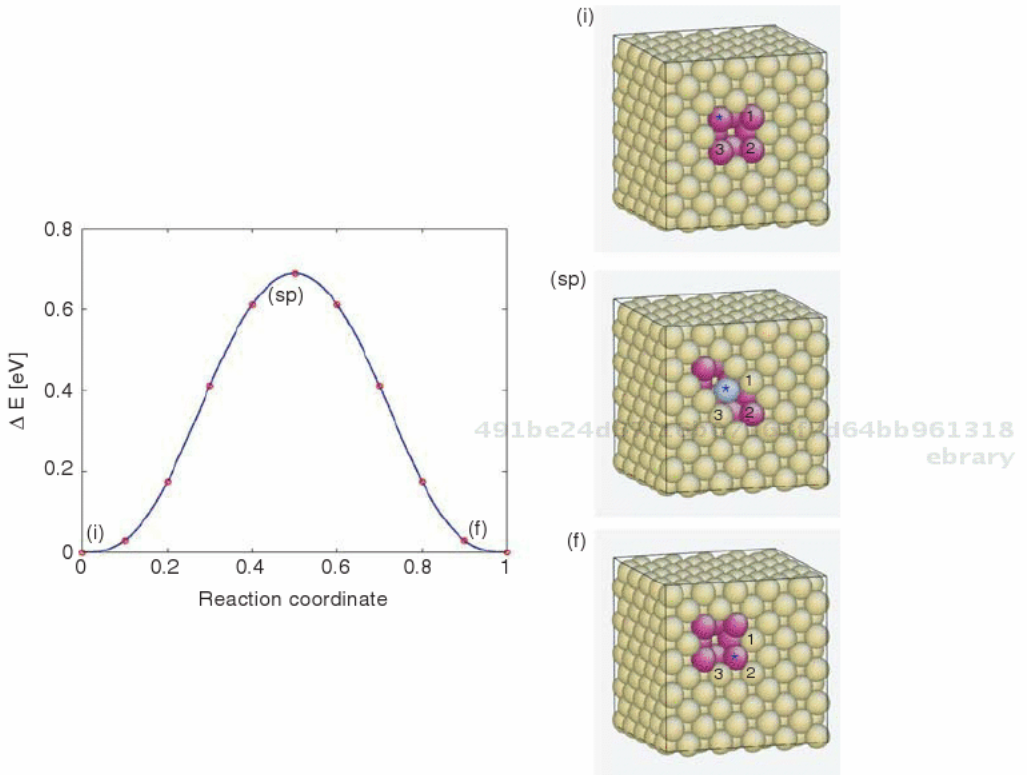 (i)
*
1
3
2
0.8
0.6
0.4
0.2
0
Δ E [eV]
(i)
(sp)
(f)
0
0.2
0.4
0.6
0.8
1
Reaction coordinate
(sp)
*
1
3
2
ebrary
(f)
1
*
3
2